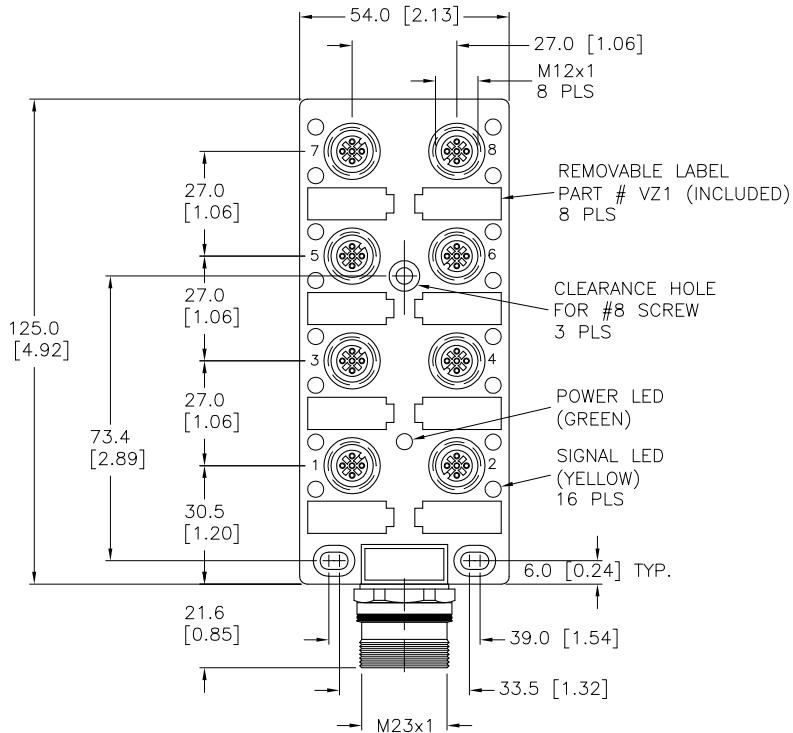 54.0 [2.13]
27.0 [1.06]
M12x1
8 PLS
7
8
REMOVABLE LABEL
PART # VZ1 (INCLUDED)
8 PLS
27.0
[1.06]
5
6
CLEARANCE HOLE
FOR #8 SCREW
3 PLS
27.0
[1.06]
125.0
[4.92]
3
4
POWER LED
(GREEN)
27.0
[1.06]
73.4
[2.89]
1
2
SIGNAL LED
(YELLOW)
16 PLS
30.5
[1.20]
6.0 [0.24] TYP.
21.6
[0.85]
39.0 [1.54]
33.5 [1.32]
M23x1